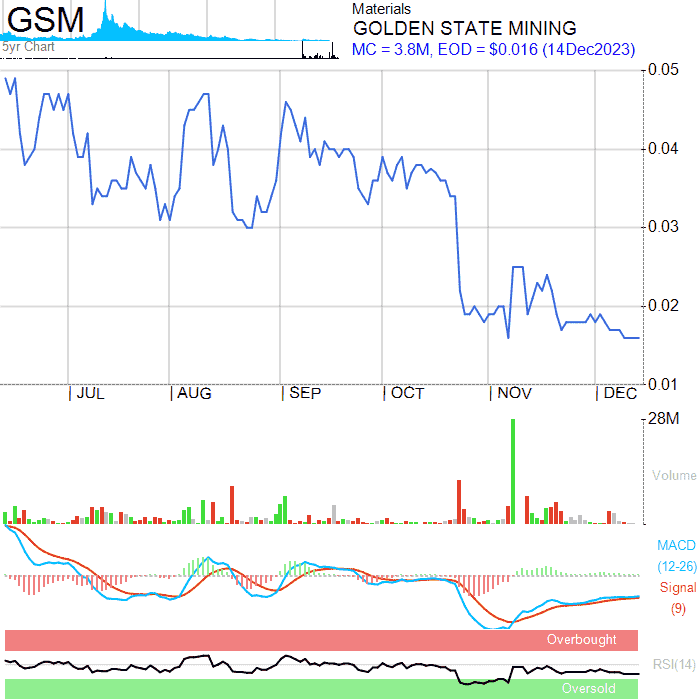 GSM
5yr Chart
Materials
GOLDEN STATE MINING
MC = 3.8M, EOD = $0.016 (14Dec2023)
0.05
0.04
0.03
0.02
0.01
JUL AUG SEP OCT NOV DEC
28M
Volume
MACD
(12-26)
Signal
(9)
Overbought
RSI(14)
Oversold